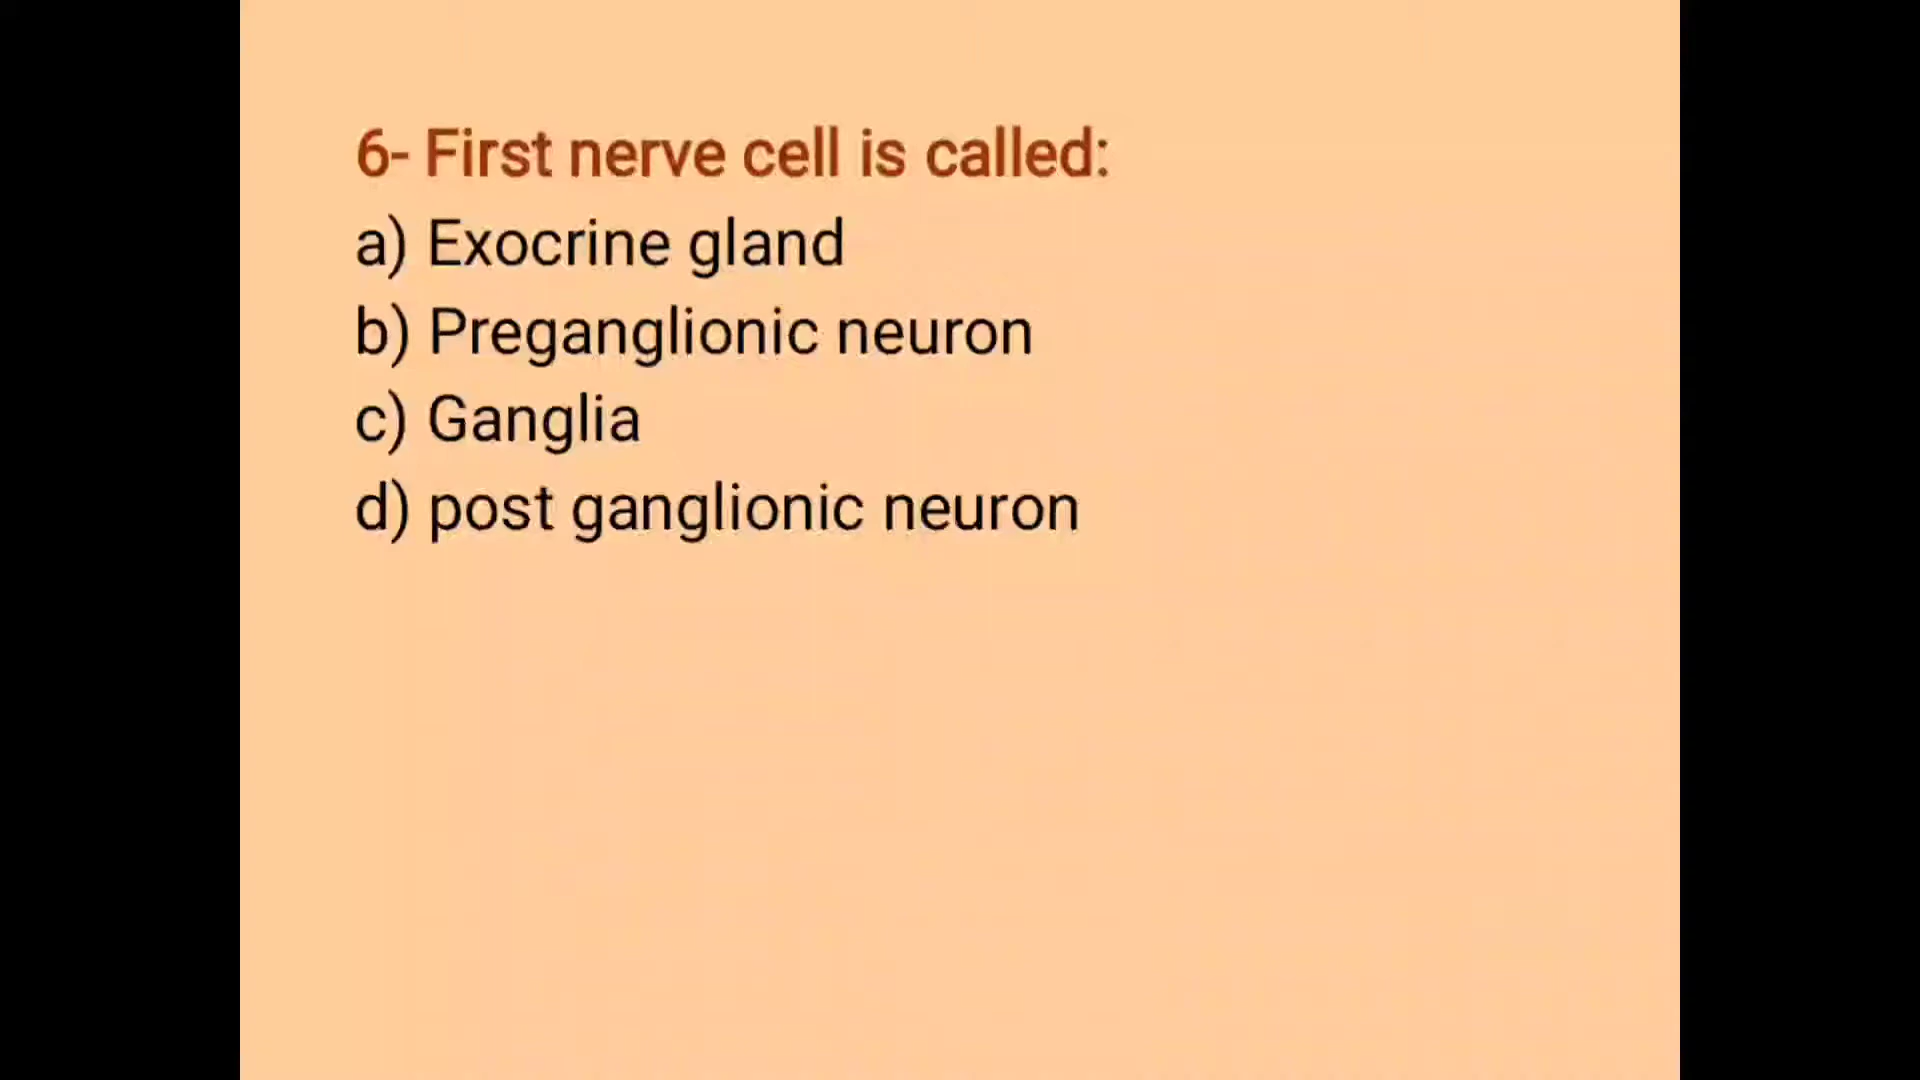 6- First nerve cell is called:
a) Exocrine gland
b) Preganglionic neuron
c) Ganglia
d) post ganglionic neuron